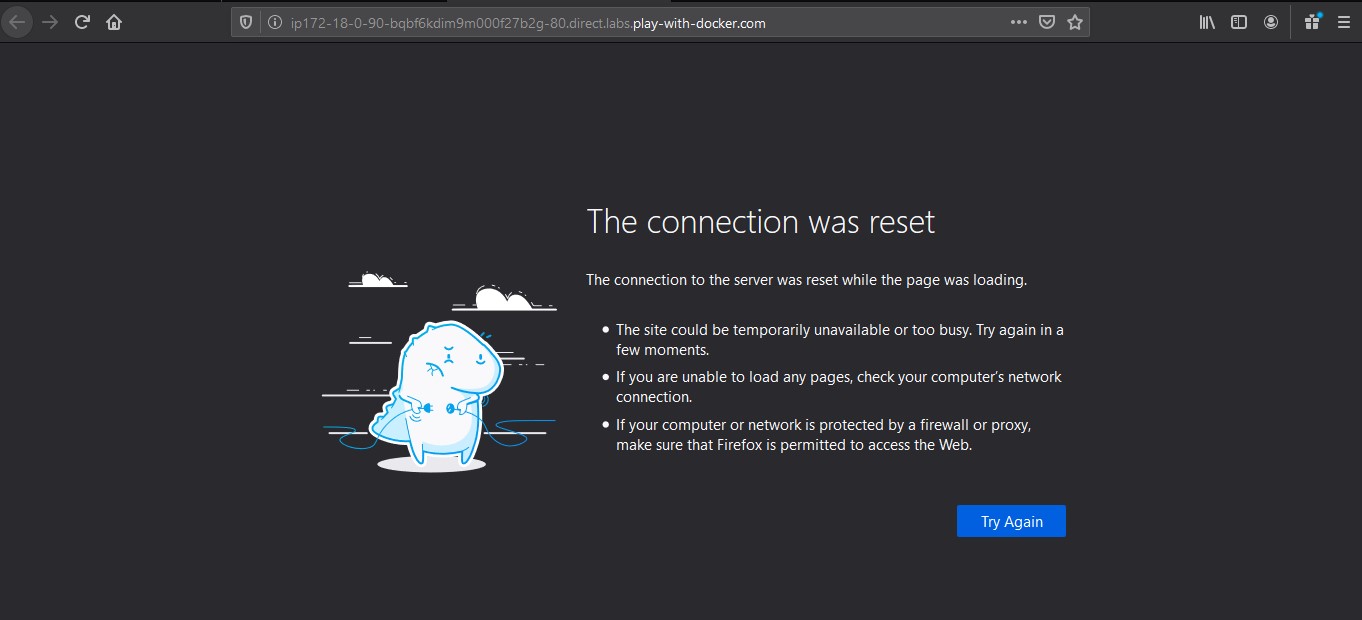 ip172-18-0-90-bqbf6kdim9m000f27b2g-80.direct.labs.play-with-docker.com
The connection was reset
The connection to the server was reset while the page was loading.
The site could be temporarily unavailable or too busy. Try again in a
few moments.
If you are unable to load any pages, check your computer’s network
connection.
If your computer or network is protected by a firewall or proxy,
make sure that Firefox is permitted to access the Web.
Try Again